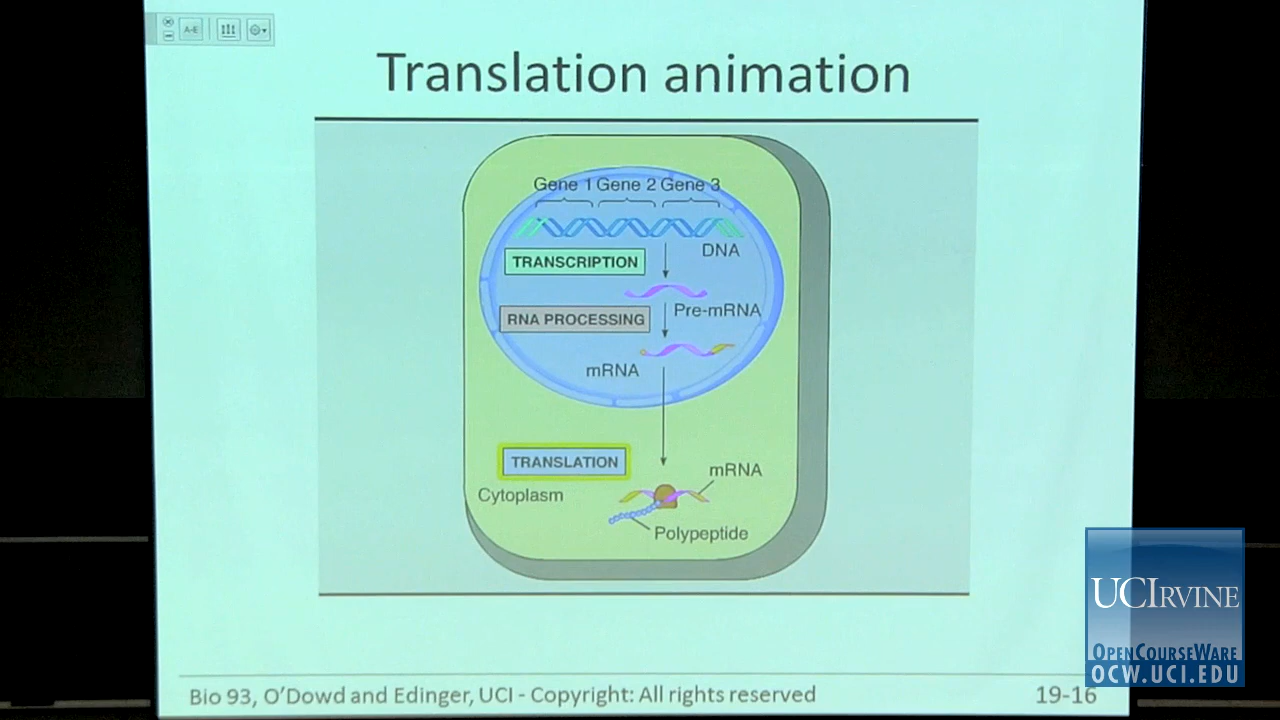 A-E
Translation animation
Gene 1 Gene 2 Gene 3
DNA
TRANSCRIPTION
Pre-mRNA
RNA PROCESSING
mRNA
TRANSLATION
mRNA
Cytoplasm
Polypeptide
UCIRVINE
OPENCOURSEWARE
OCW.UCI.EDU
Bio 93, O'Dowd and Edinger, UCI - Copyright: All rights reserved
19-16